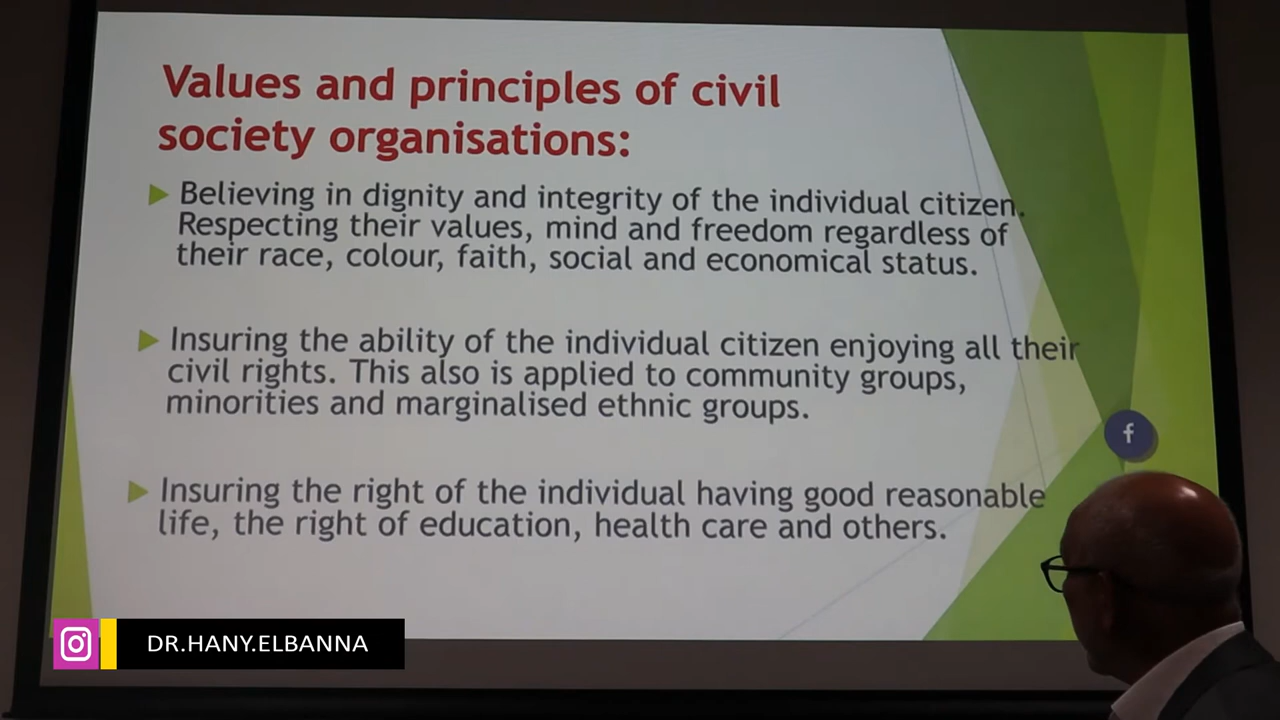 Values and principles of civil
society organisations:
Believing in dignity and integrity of the individual citizen.
Respecting their values, mind and freedom regardless of
their race, colour, faith, social and economical status.
Insuring the ability of the individual citizen enjoying all their
civil rights. This also is applied to community groups,
minorities and marginalised ethnic groups.
Insuring the right of the individual having good reasonable
life, the right of education, health care and others.
f
DR.HANY.ELBANNA